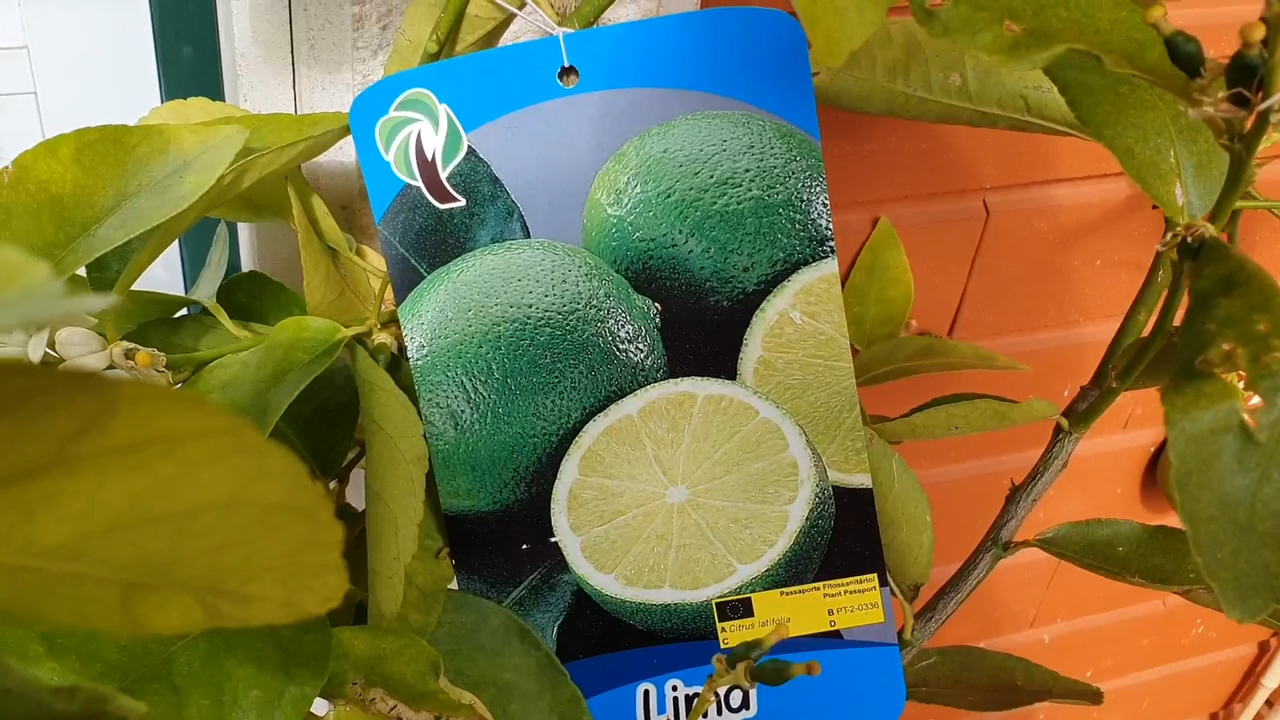 Passaporte Fitossanitário/
Plant Passport
A Citrus latifolia
B PT-2-0336
C
D
Lima